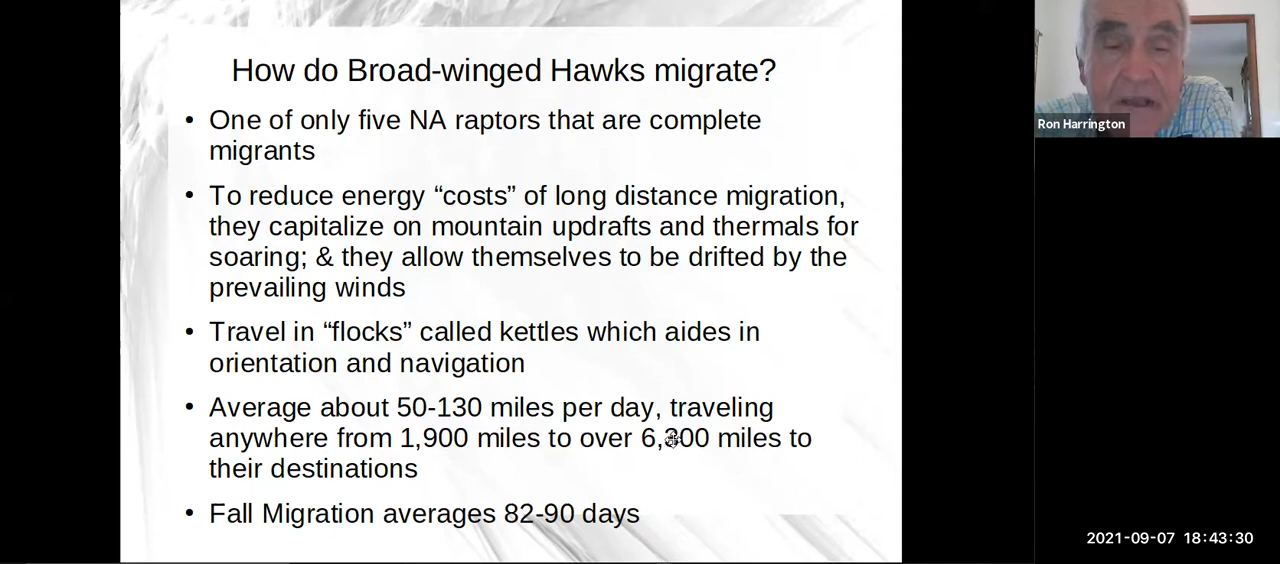 How do Broad-winged Hawks migrate?
• One of only five NA raptors that are complete
migrants
• To reduce energy “costs” of long distance migration,
they capitalize on mountain updrafts and thermals for
soaring; & they allow themselves to be drifted by the
prevailing winds
• Travel in “flocks” called kettles which aides in
orientation and navigation
• Average about 50-130 miles per day, traveling
anywhere from 1,900 miles to over miles to
their destinations
• Fall Migration averages 82-90 days
Ron Harrington
2021-09-07 18:43:30